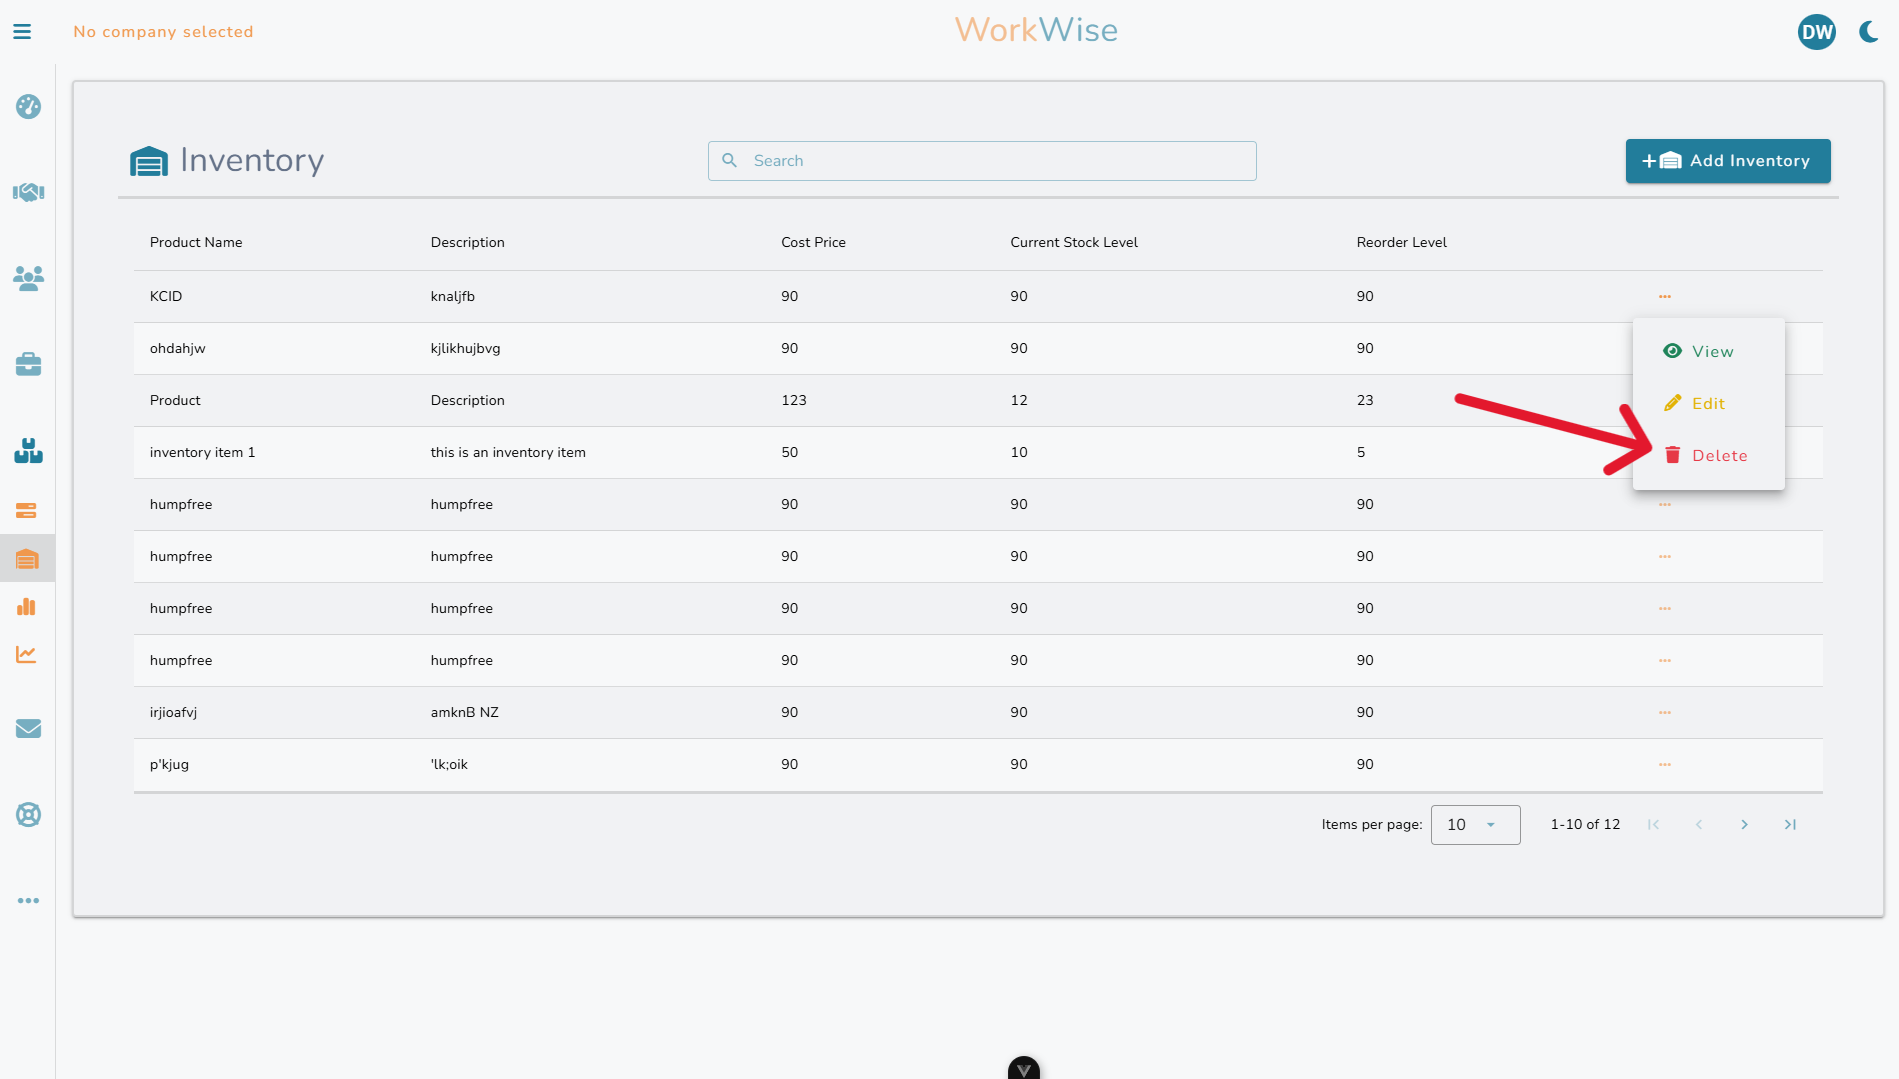 No company selected
WorkWise
DW
Inventory
Search
Add Inventory
Product Name Description Cost Price Current Stock Level Reorder Level
KCID knaljfb 90 90 90
ohdahjw kjlikhujbvg 90 90 90
View
Product Description 123 12 23
Edit
inventory item 1 this is an inventory item 50 10 5
Delete
humpfree humpfree 90 90 90
humpfree humpfree 90 90 90
humpfree humpfree 90 90 90
humpfree humpfree 90 90 90
irjioafvj amknB NZ 90 90 90
p'kjug 'lk;oik 90 90 90
Items per page: 10 1-10 of 12